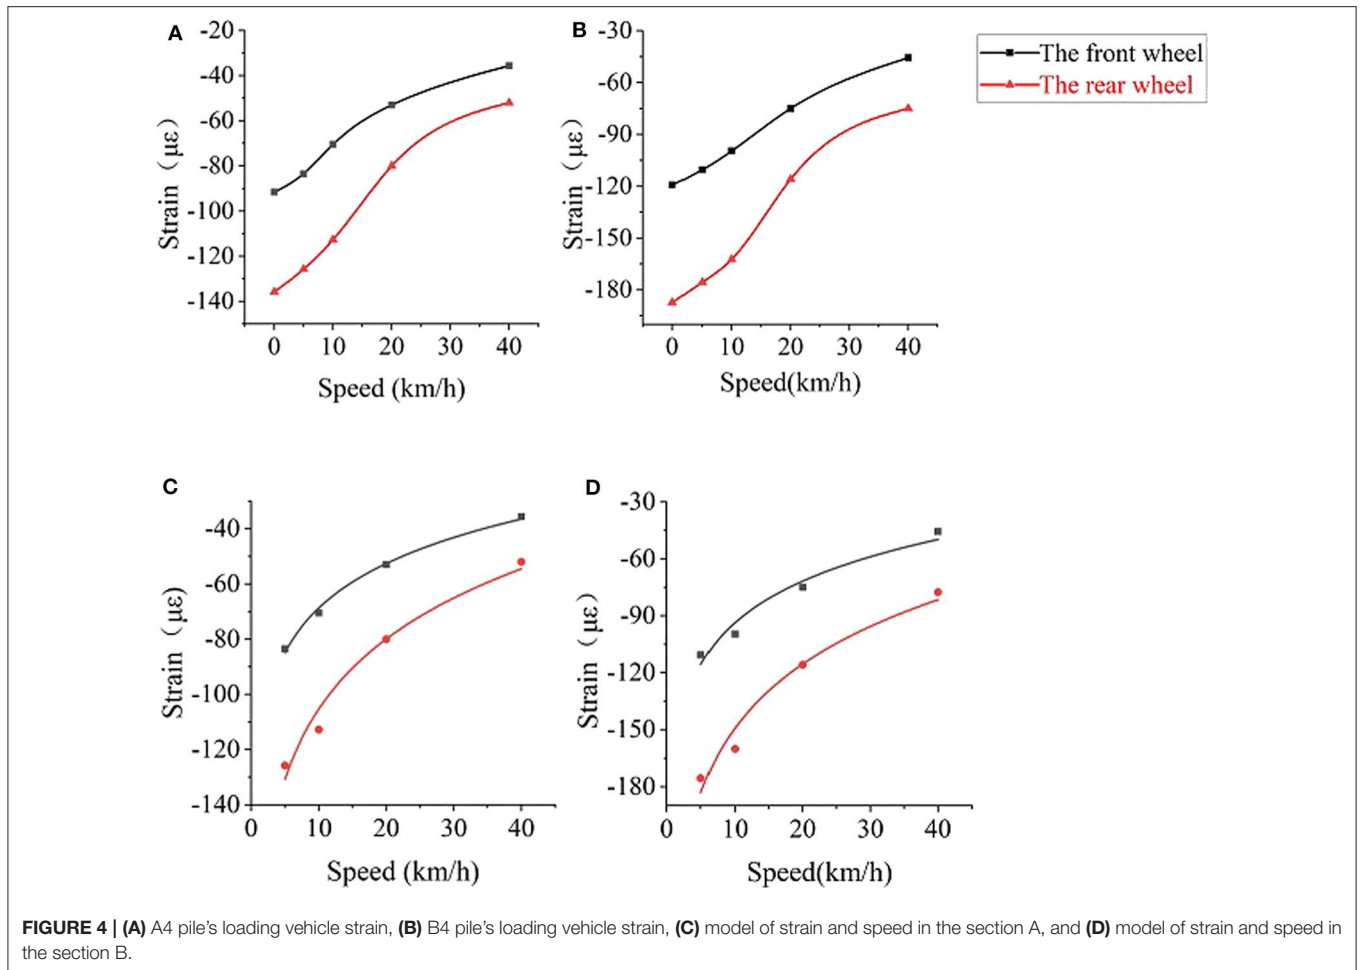 A
-20
-40
-60
-80
-100
-120
-140
Strain（με）
0 10 20 30 40
Speed (km/h)
B
-30
-60
-90
-120
-150
-180
Strain（με）
0 10 20 30 40
Speed(km/h)
The front wheel
The rear wheel
C
-40
-60
-80
-100
-120
-140
Strain（με)
0 10 20 30 40
Speed (km/h)
D
-30
-60
-90
-120
-150
-180
Strain（με)
0 10 20 30 40
Speed(km/h)
FIGURE 4 | (A) A4 pile's loading vehicle strain, (B) B4 pile's loading vehicle strain, (C) model of strain and speed in the section A, and (D) model of strain and speed in
the section B.